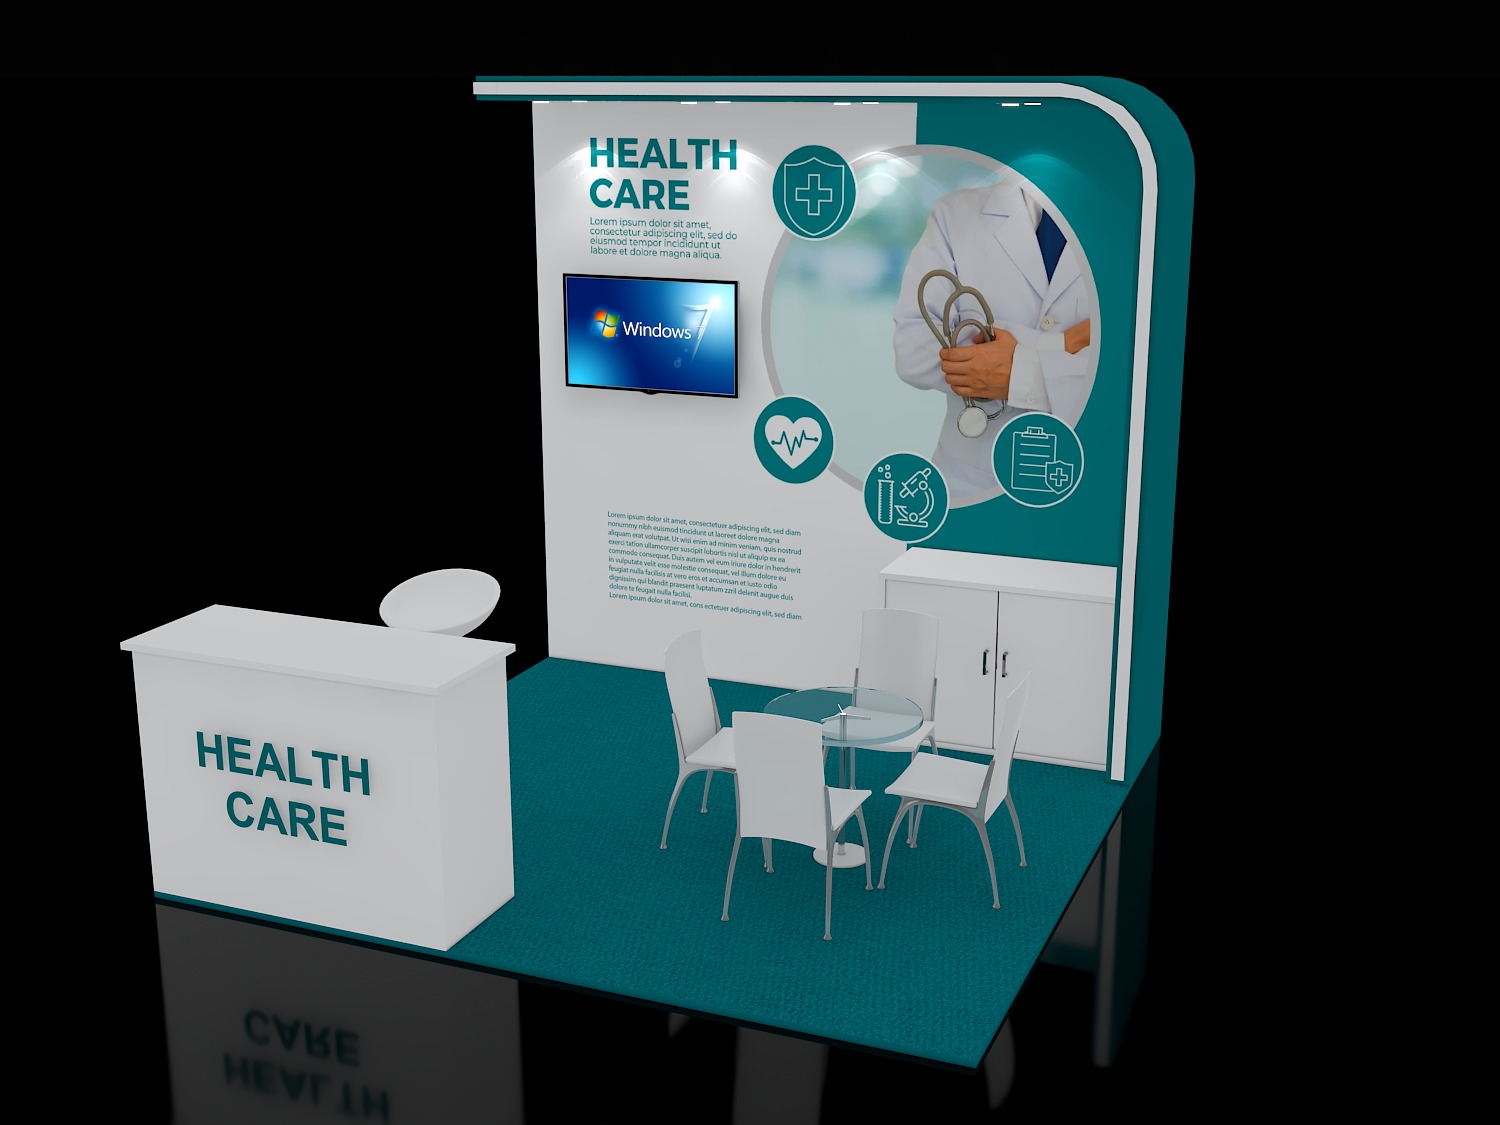 HEALTH
CARE
Lorem ipsum dolor sit amet,
consectetur adipiscing elit, sed do
eiusmod tempor incididunt ut
labore et dolore magna aliqua.
Windows 7
Lorem ipsum dolor sit amet, consectetuer adipiscing elit, sed diam
nonummy nibh euismod tincidunt ut laoreet dolore magna
aliquam erat volutpat. Ut wisi enim ad minim veniam, quis nostrud
exerci tation ullamcorper suscipit lobortis nisl ut aliquip ex ea
commodo consequat. Duis autem vel eum iriure dolor in hendrerit
in vulputate velit esse molestie consequat, vel illum dolore eu
feugiat nulla facilisis at vero eros et accumsan et iusto odio
dignissim qui blandit praesent luptatum zzril delenit augue duis
dolore te feugait nulla facilisi.
Lorem ipsum dolor sit amet, cons ectetuer adipiscing elit, sed diam
HEALTH
CARE